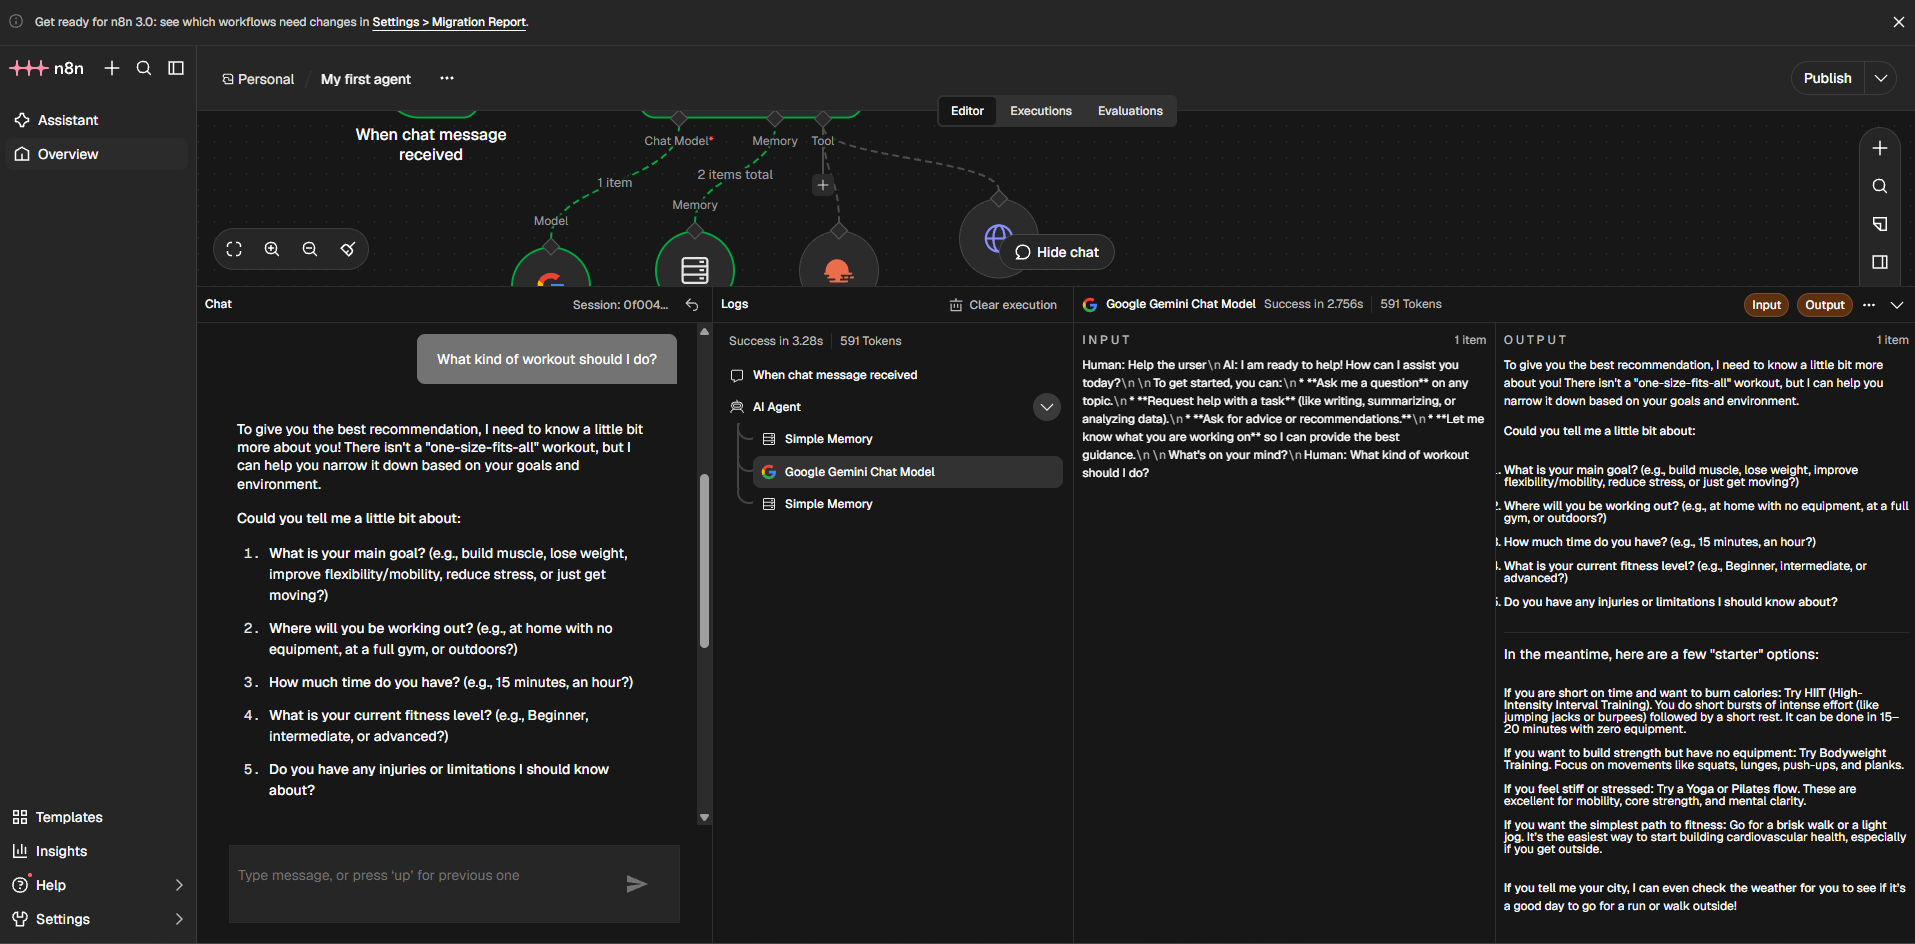 Get ready for n8n 3.0: see which workflows need changes in Settings > Migration Report.
n8n
Personal / My first agent
Publish
Assistant
Overview
Editor Executions Evaluations
When chat message
received
Chat Model*
Memory
Tool
1 item
2 items total
Model
Memory
Hide chat
Chat
Session: 0f004...
What kind of workout should I do?
To give you the best recommendation, I need to know a little bit
more about you! There isn't a "one-size-fits-all" workout, but I
can help you narrow it down based on your goals and
environment.
Could you tell me a little bit about:
1. What is your main goal? (e.g., build muscle, lose weight,
improve flexibility/mobility, reduce stress, or just get
moving?)
2. Where will you be working out? (e.g., at home with no
equipment, at a full gym, or outdoors?)
3. How much time do you have? (e.g., 15 minutes, an hour?)
4. What is your current fitness level? (e.g., Beginner,
intermediate, or advanced?)
5. Do you have any injuries or limitations I should know
about?
Type message, or press 'up' for previous one
Logs
Clear execution
Success in 3.28s 591 Tokens
When chat message received
AI Agent
Simple Memory
Google Gemini Chat Model
Simple Memory
Google Gemini Chat Model Success in 2.756s 591 Tokens
Input Output
INPUT
1 item
Human: Help the urser\n AI: I am ready to help! How can I assist you
today?\n \n To get started, you can:\n * **Ask me a question** on any
topic.\n * **Request help with a task** (like writing, summarizing, or
analyzing data).\n * **Ask for advice or recommendations.**\n * **Let me
know what you are working on** so I can provide the best
guidance.\n \n What's on your mind?\n Human: What kind of workout
should I do?
OUTPUT
1 item
To give you the best recommendation, I need to know a little bit more
about you! There isn't a "one-size-fits-all" workout, but I can help you
narrow it down based on your goals and environment.
Could you tell me a little bit about:
. What is your main goal? (e.g., build muscle, lose weight, improve
flexibility/mobility, reduce stress, or just get moving?)
2. Where will you be working out? (e.g., at home with no equipment, at a full
gym, or outdoors?)
3. How much time do you have? (e.g., 15 minutes, an hour?)
4. What is your current fitness level? (e.g., Beginner, intermediate, or
advanced?)
5. Do you have any injuries or limitations I should know about?
In the meantime, here are a few "starter" options:
If you are short on time and want to burn calories: Try HIIT (High-
Intensity Interval Training). You do short bursts of intense effort (like
jumping jacks or burpees) followed by a short rest. It can be done in 15–
20 minutes with zero equipment.
If you want to build strength but have no equipment: Try Bodyweight
Training. Focus on movements like squats, lunges, push-ups, and planks.
If you feel stiff or stressed: Try a Yoga or Pilates flow. These are
excellent for mobility, core strength, and mental clarity.
If you want the simplest path to fitness: Go for a brisk walk or a light
jog. It's the easiest way to start building cardiovascular health, especially
if you get outside.
If you tell me your city, I can even check the weather for you to see if it's
a good day to go for a run or walk outside!
Templates
Insights
Help
Settings